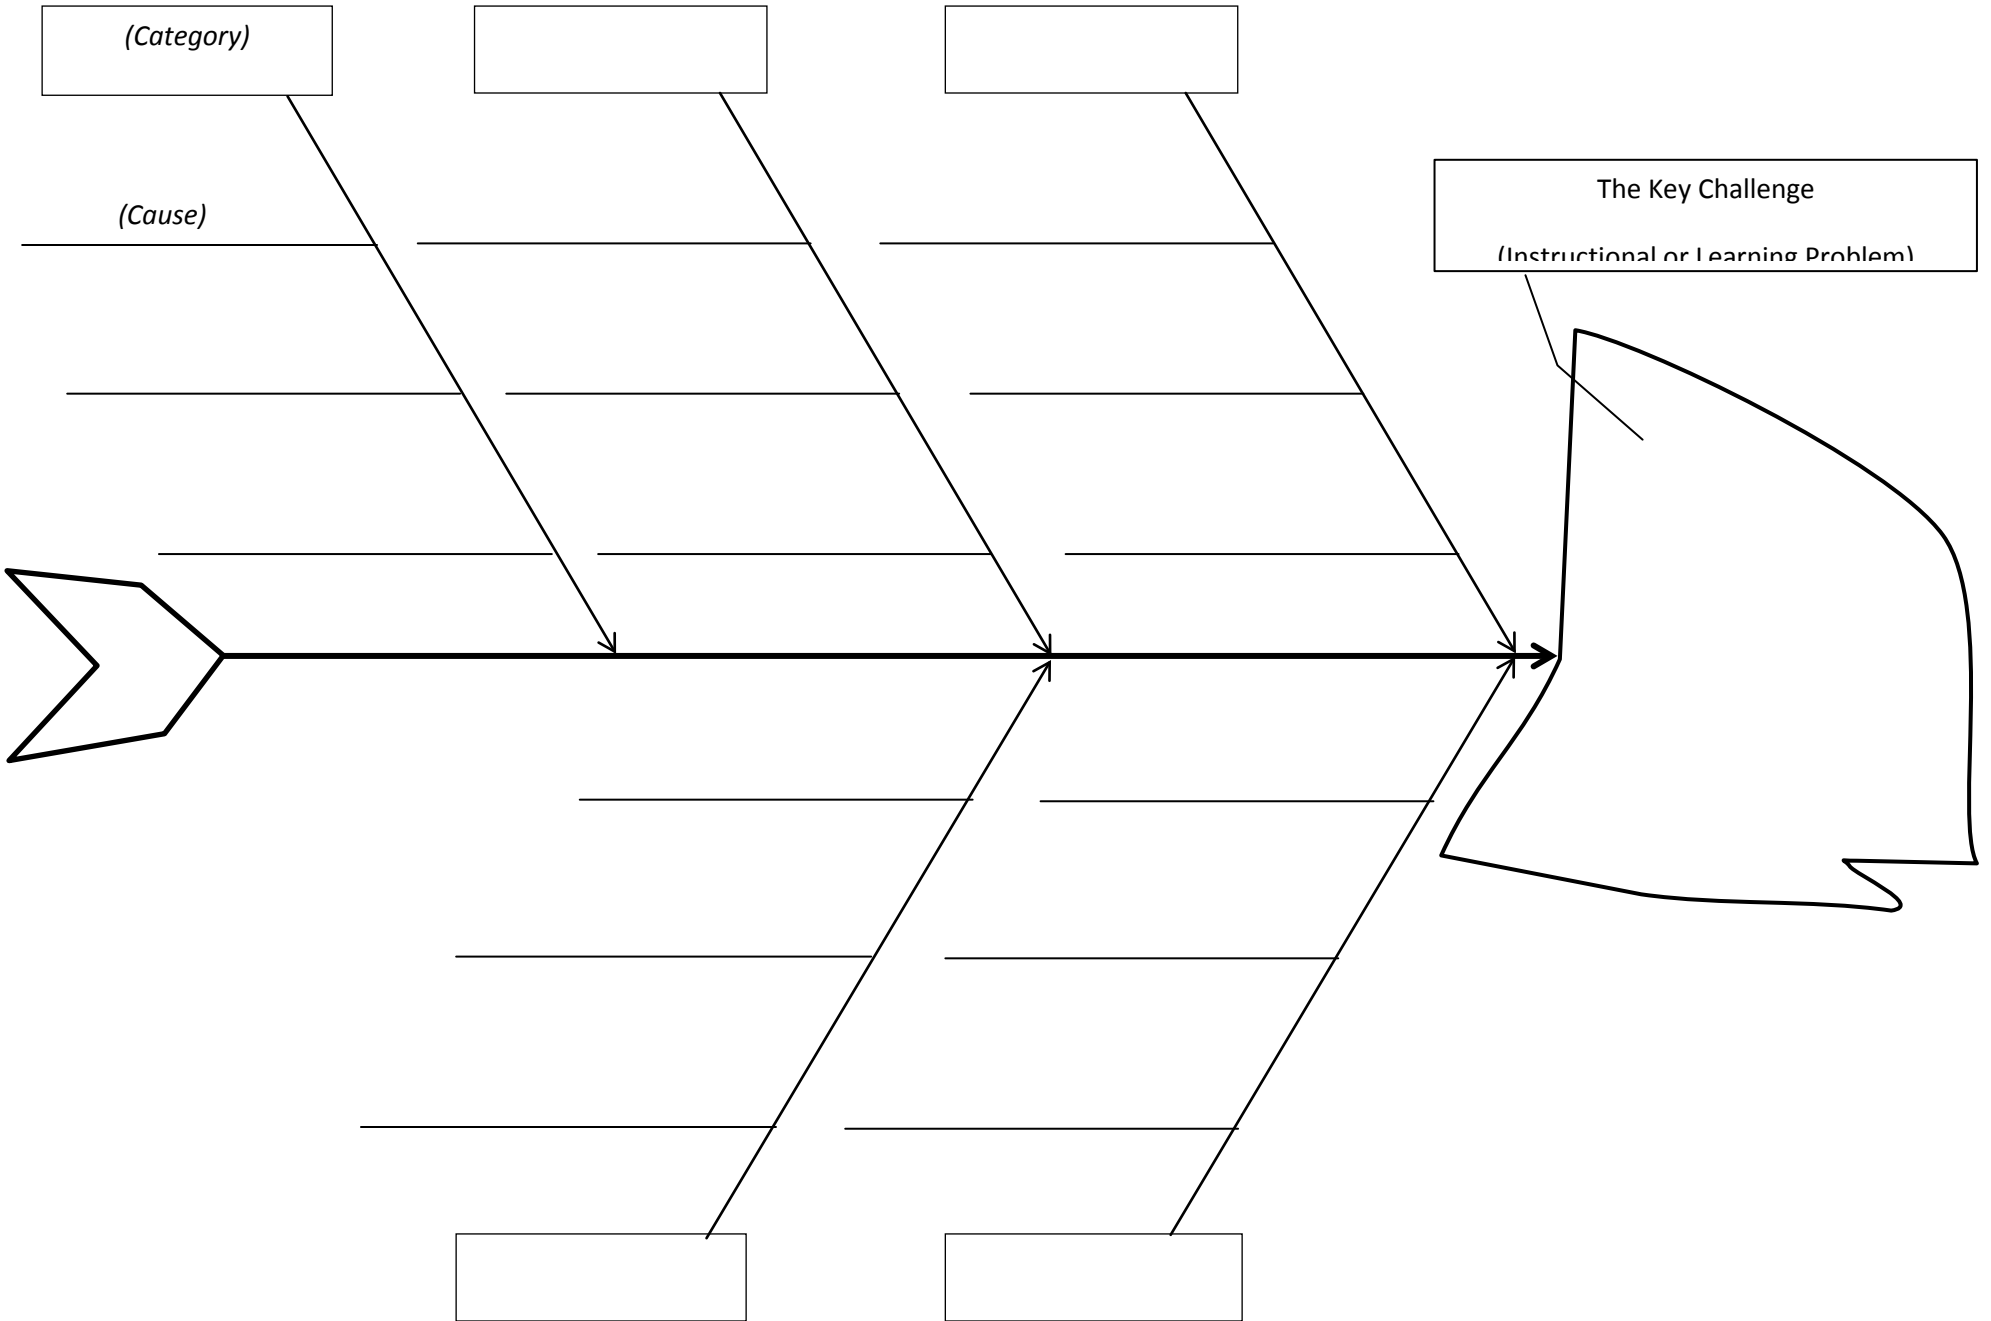 (Category)
(Cause)
The Key Challenge
(Instructional or Learning Problem)